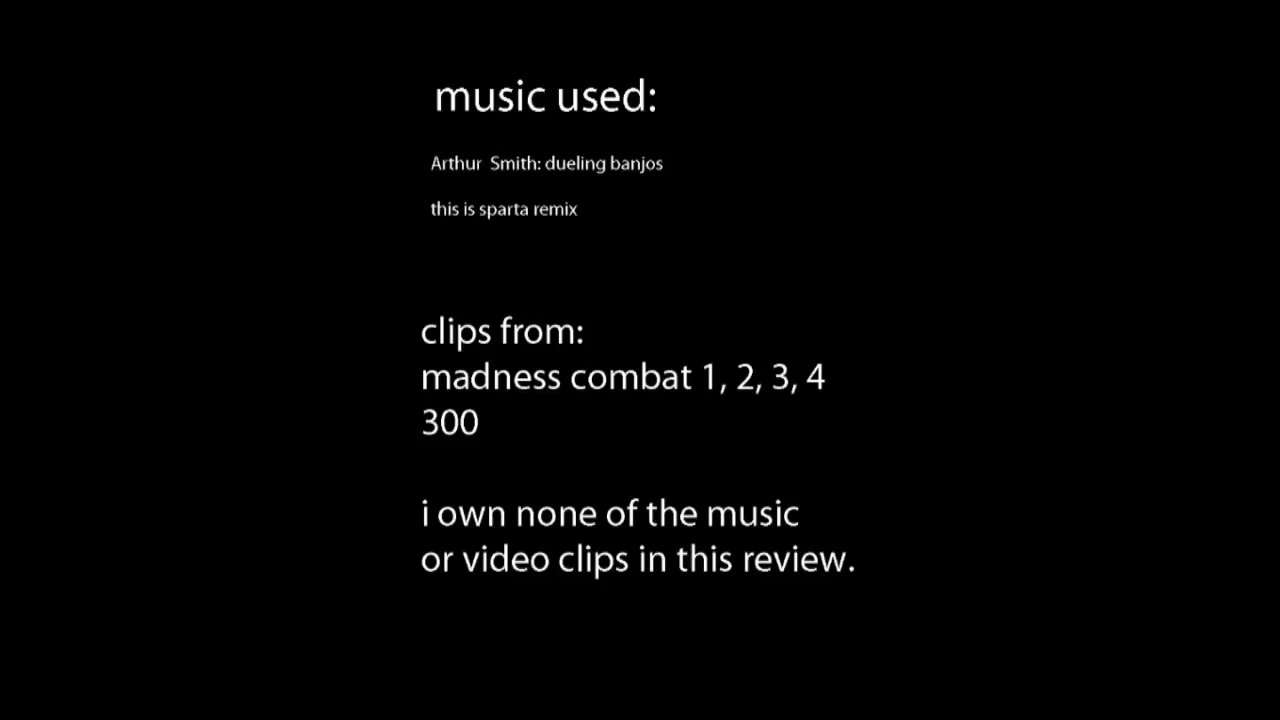 music used:
Arthur  Smith: dueling banjos
this is sparta remix
clips from:
madness combat 1, 2, 3, 4
300
i own none of the music
or video clips in this review.